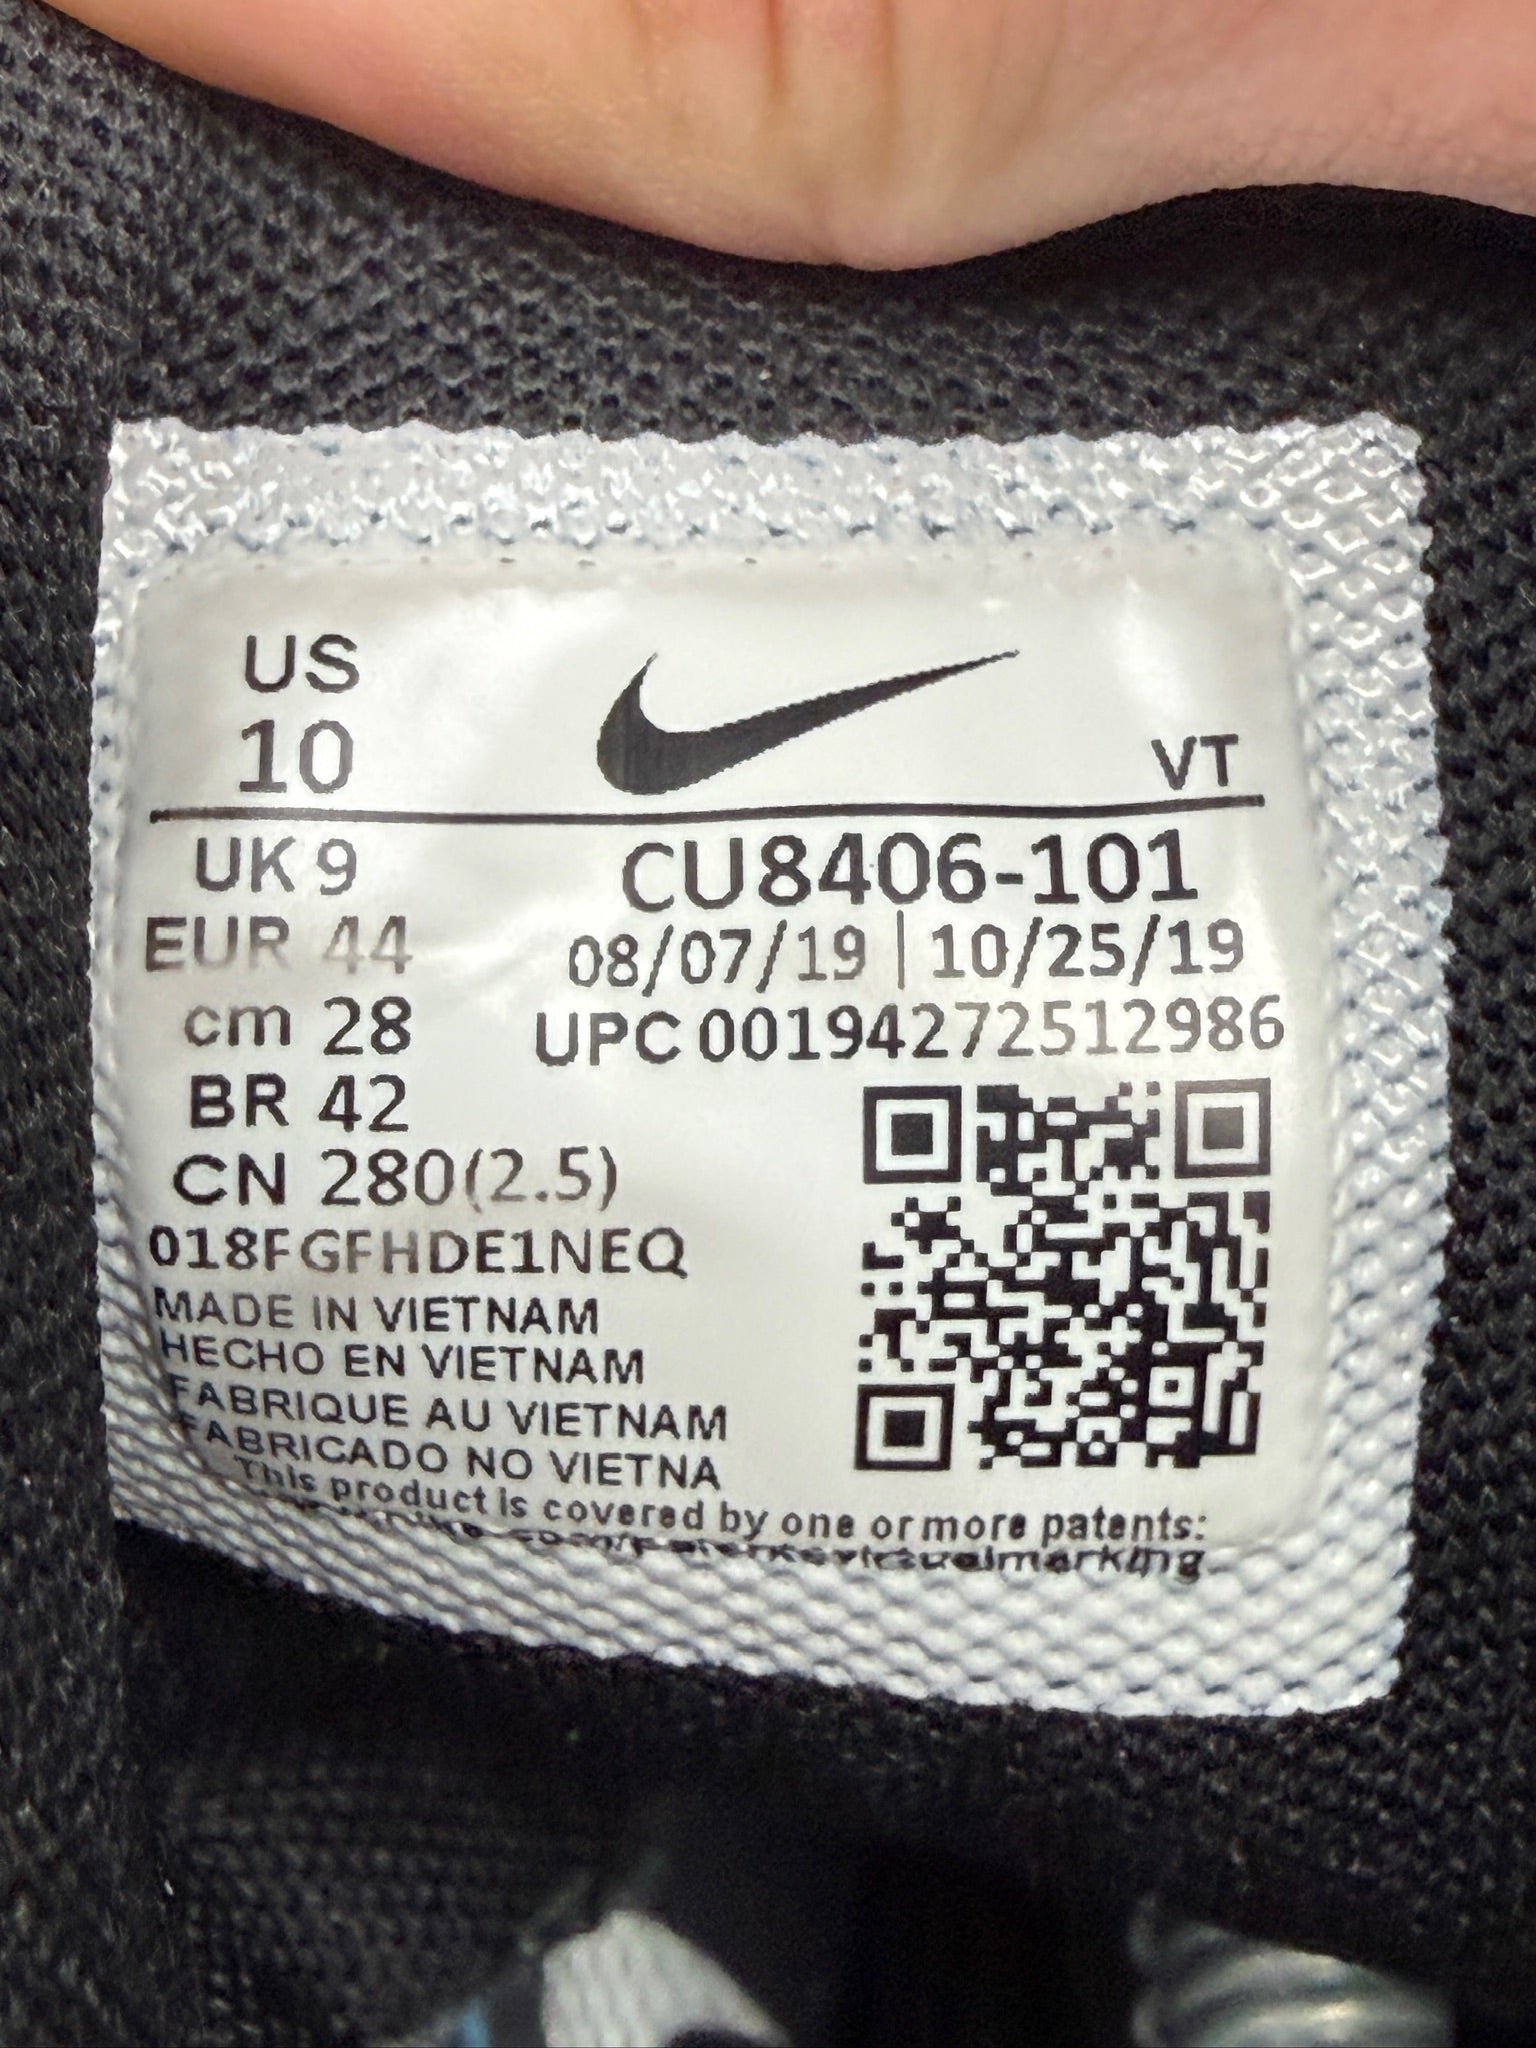 US
10
VT
UK 9
CU8406-101
EUR 44
08/07/19 | 10/25/19
cm 28
UPC 00194272512986
BR 42
CN 280(2.5)
018FGFHDE1NEQ
MADE IN VIETNAM
HECHO EN VIETNAM
FABRIQUE AU VIETNAM
FABRICADO NO VIETNA
This product is covered by one or more patents: